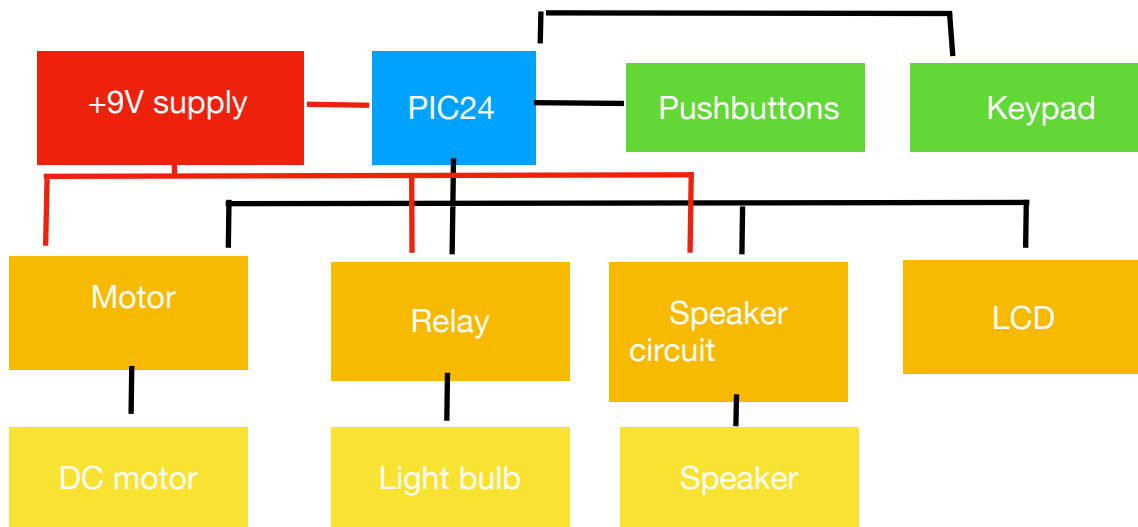 +9V supply
PIC24
Pushbuttons
Keypad
Motor
Relay
Speaker
circuit
LCD
DC motor
Light bulb
Speaker